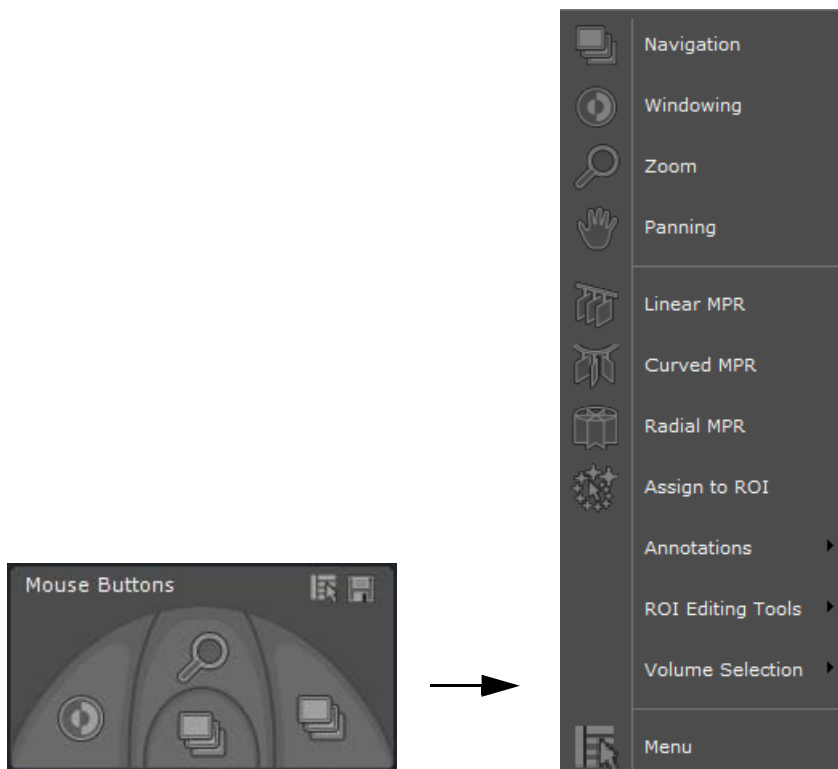 Mouse Buttons
Navigation
Windowing
Zoom
Panning
Linear MPR
Curved MPR
Radial MPR
Assign to ROI
Annotations
ROI Editing Tools
Volume Selection
Menu